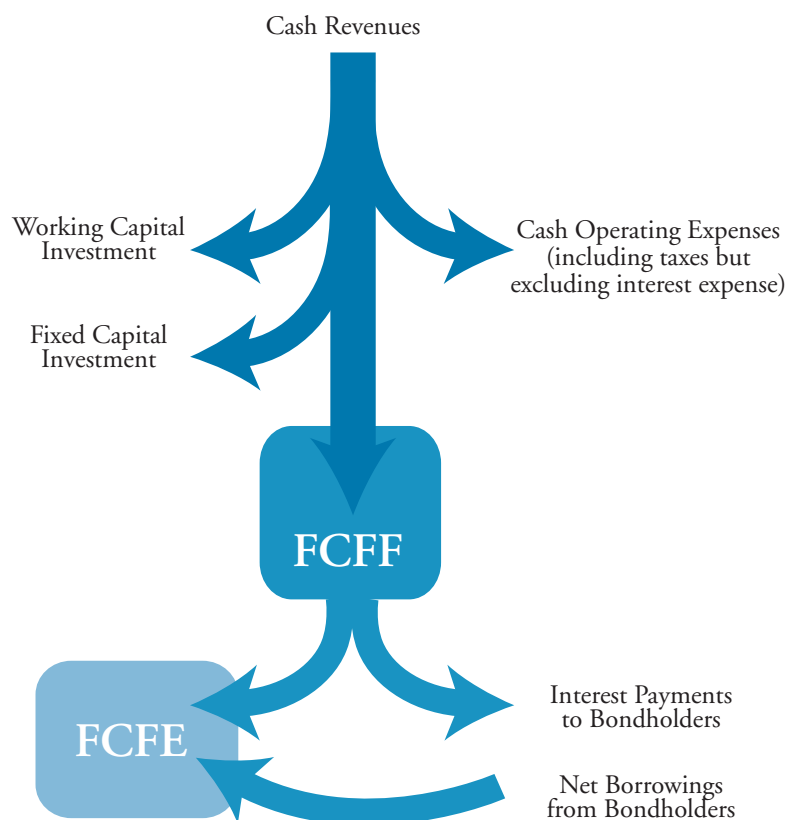 Cash Revenues
Working Capital
Investment
Cash Operating Expenses
(including taxes but
excluding interest expense)
Fixed Capital
Investment
FCFF
FCFE
Interest Payments
to Bondholders
Net Borrowings
from Bondholders